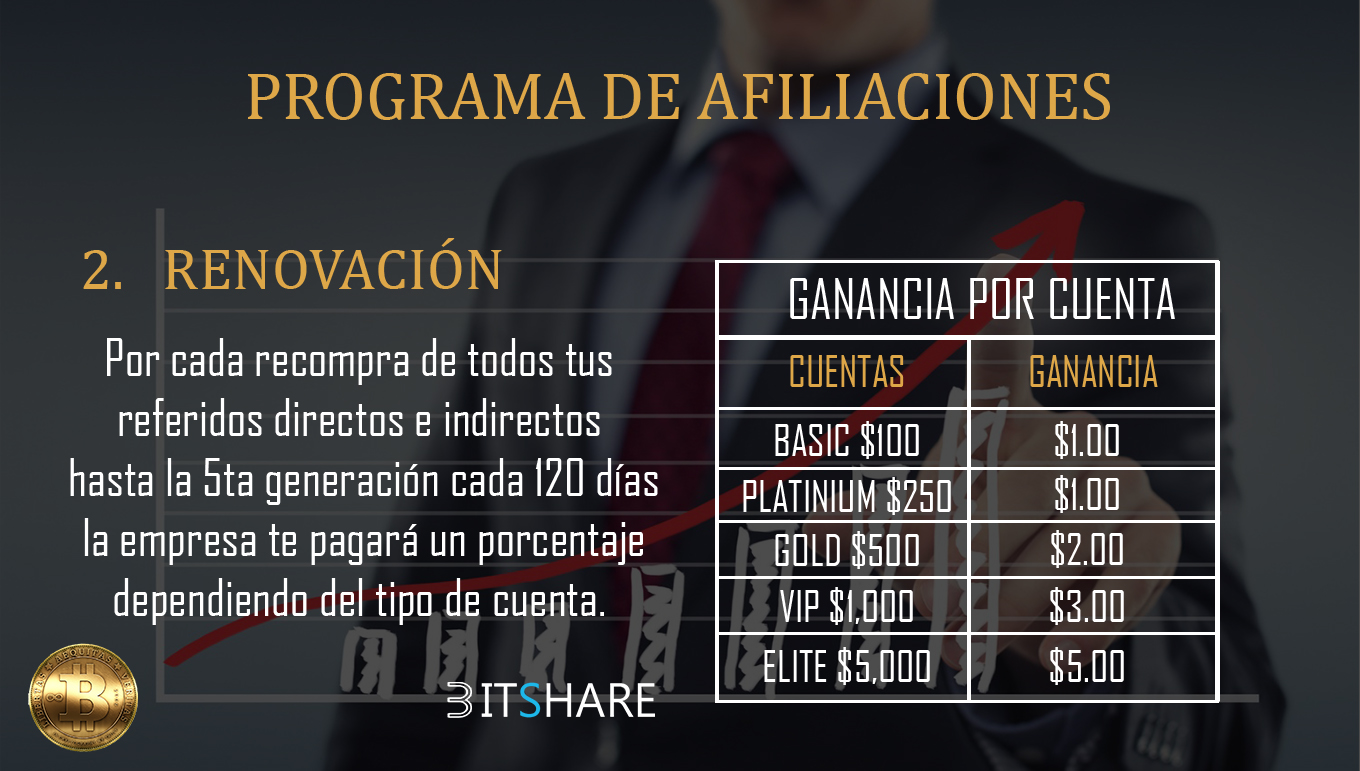 PROGRAMA DE AFILIACIONES
2. RENOVACIÓN
Por cada recompra de todos tus
referidos directos e indirectos
hasta la 5ta generación cada 120 días
la empresa te pagará un porcentaje
dependiendo del tipo de cuenta.
GANANCIA POR CUENTA
CUENTAS GANANCIA
BASIC $100 $1.00
PLATINIUM $250 $1.00
GOLD $500 $2.00
VIP $1,000 $3.00
ELITE $5,000 $5.00
BITSHARE